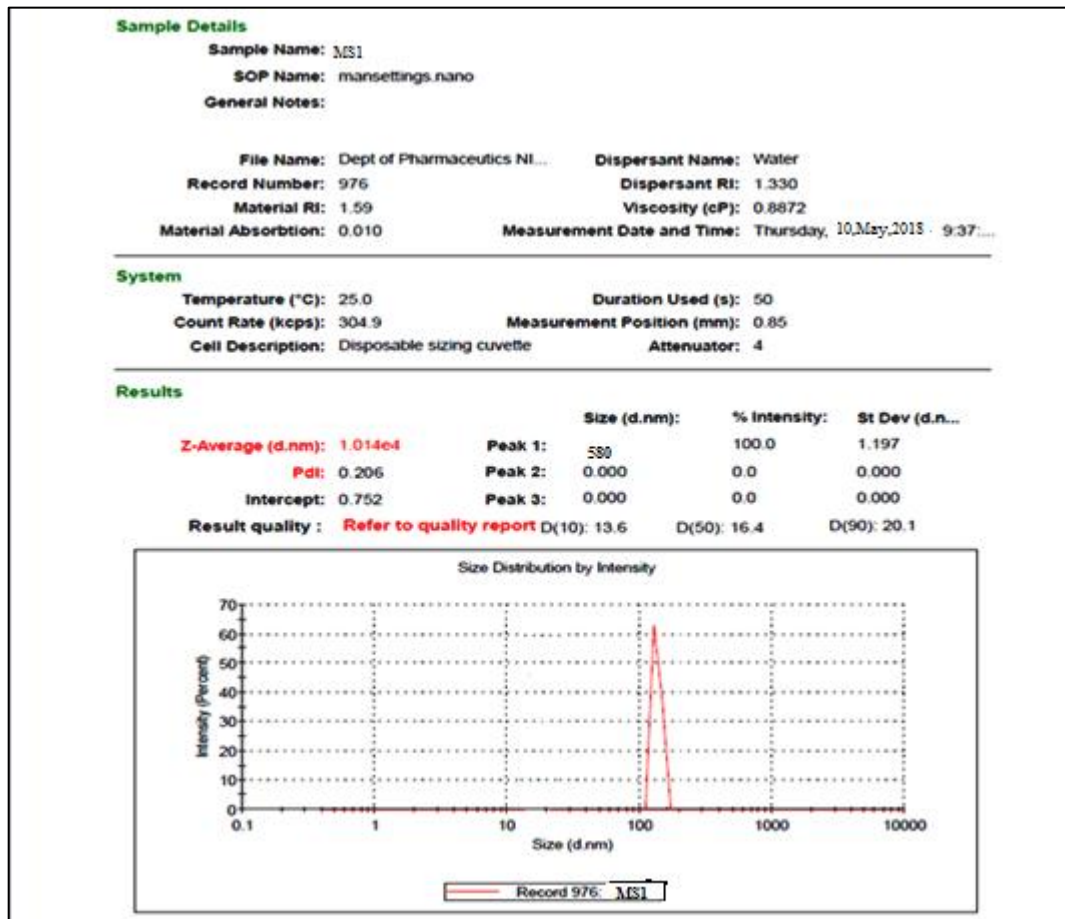 Sample Details
Sample Name: MS1
SOP Name: mansettings.nano
General Notes:
File Name: Dept of Pharmaceutics NI... Dispersant Name: Water
Record Number: 976 Dispersant RI: 1.330
Material RI: 1.59 Viscosity (cP): 0.8872
Material Absorbtion: 0.010 Measurement Date and Time: Thursday, 10,May,2018 9:37:...
System
Temperature (°C): 25.0 Duration Used (s): 50
Count Rate (kcps): 304.9 Measurement Position (mm): 0.85
Cell Description: Disposable sizing cuvette Attenuator: 4
Results
Size (d.nm): % Intensity: St Dev (d.n...
Z-Average (d.nm): 1.014e4 Peak 1: 580 100.0 1.197
PdI: 0.206 Peak 2: 0.000 0.0 0.000
Intercept: 0.752 Peak 3: 0.000 0.0 0.000
Result quality : Refer to quality report D(10): 13.6 D(50): 16.4 D(90): 20.1
Size Distribution by Intensity
Intensity (Percent)
70
60
50
40
30
20
10
0
0.1 1 10 100 1000 10000
Size (d.nm)
Record 976: MS1